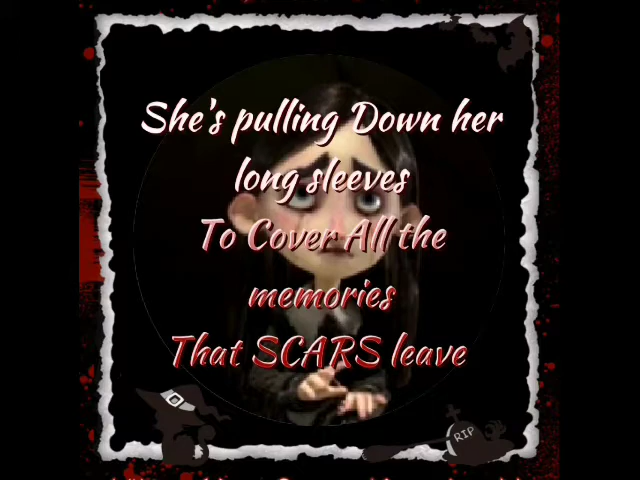 She's pulling Down her
long sleeves
To Cover All the
memories
That SCARS leave
RIP